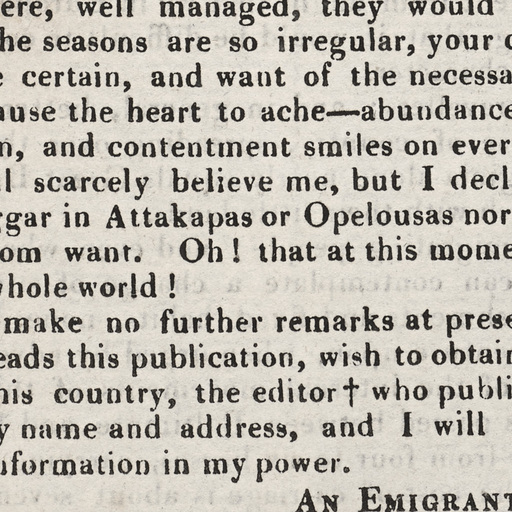 ere, well managed, they would
he seasons are so irregular, your c
e certain, and want of the necessa
ause the heart to ache—abundance
n, and contentment smiles on ever
l scarcely believe me, but I decl
ggar in Attakapas or Opelousas nor
om want. Oh! that at this mome
whole world!
make no further remarks at prese
eads this publication, wish to obtain
his country, the editor† who publi
y name and address, and I will
nformation in my power.
AN EMIGRANT